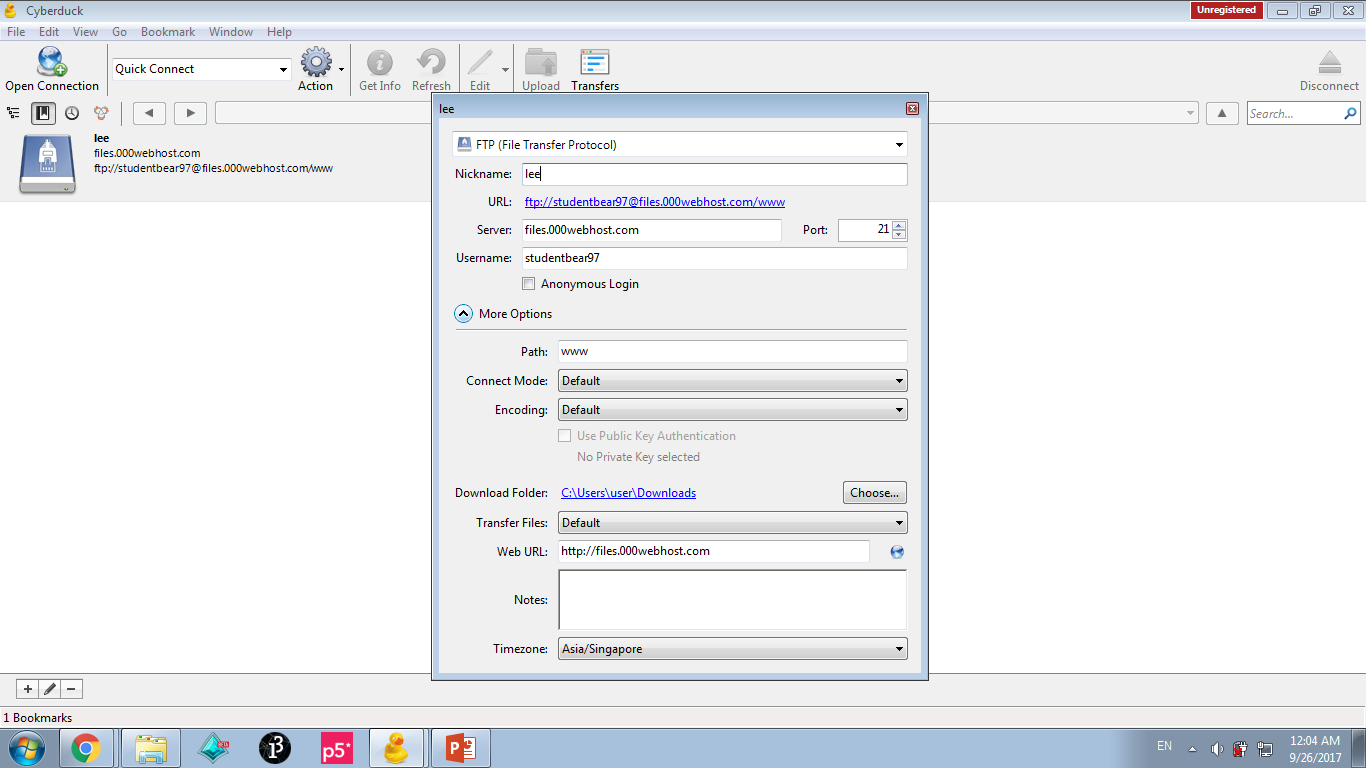 Cyberduck
Unregistered
File Edit View Go Bookmark Window Help
Open Connection
Quick Connect
Action
Get Info
Refresh
Edit
Upload
Transfers
Disconnect
Search...
lee
files.000webhost.com
ftp://studentbear97@files.000webhost.com/www
lee
FTP (File Transfer Protocol)
Nickname: lee
URL: ftp://studentbear97@files.000webhost.com/www
Server: files.000webhost.com Port: 21
Username: studentbear97
Anonymous Login
More Options
Path: www
Connect Mode: Default
Encoding: Default
Use Public Key Authentication
No Private Key selected
Download Folder: C:\Users\user\Downloads Choose...
Transfer Files: Default
Web URL: http://files.000webhost.com
Notes:
Timezone: Asia/Singapore
1 Bookmarks
p5*
EN
12:04 AM
9/26/2017